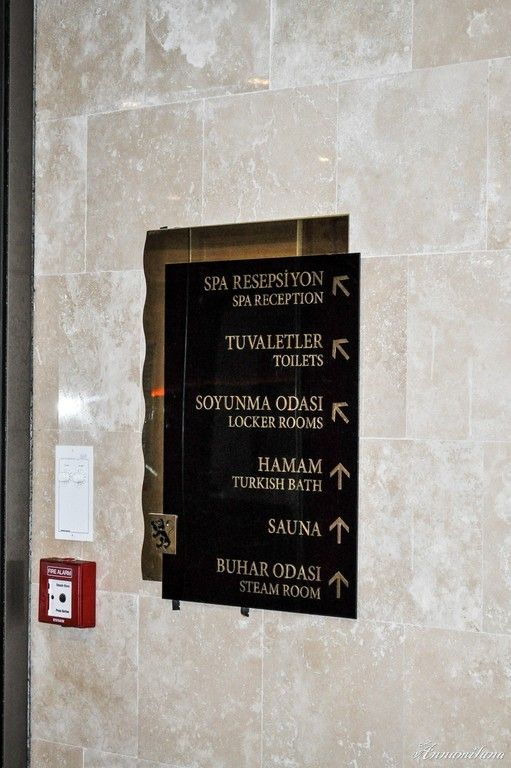 SPA RESEPSİYON
SPA RECEPTION
TUVALETLER
TOILETS
SOYUNMA ODASI
LOCKER ROOMS
HAMAM
TURKISH BATH
SAUNA
BUHAR ODASI
STEAM ROOM
FIRE ALARM
Annamilana